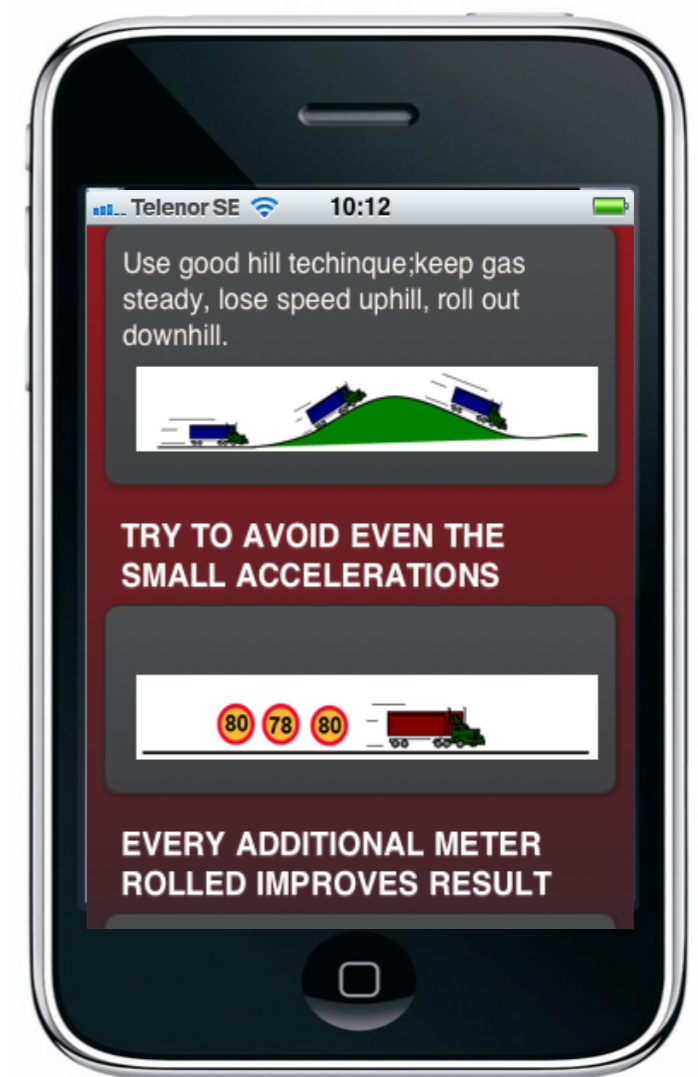 Telenor SE 10:12
Use good hill techinque;keep gas
steady, lose speed uphill, roll out
downhill.
TRY TO AVOID EVEN THE
SMALL ACCELERATIONS
80 78 80
EVERY ADDITIONAL METER
ROLLED IMPROVES RESULT